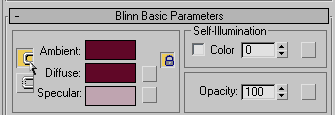 - Blinn Basic Parameters
Self-Illumination
Ambient: Color 0
Diffuse:
Specular: Opacity: 100